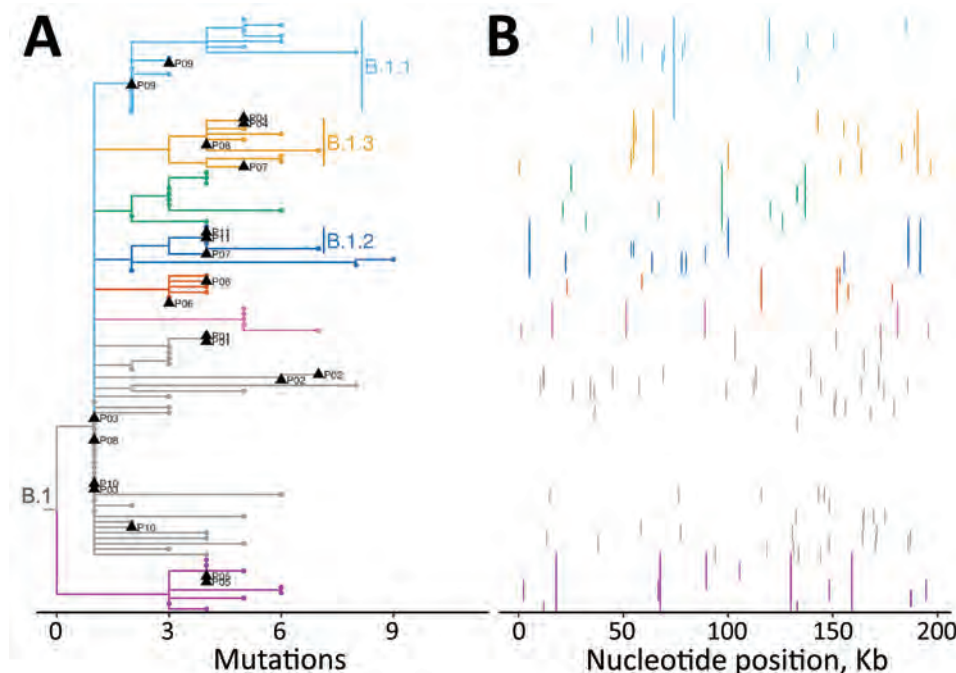 A
B
P09
B.1.1
P09
P04
P04
B.1.3
P08
P07
P11
P11
B.1.2
P07
P06
P06
P01
P01
P02
P02
P03
P08
P10
P03
B.1
P10
P05
P05
0 3 6 9
0 50 100 150 200
Mutations
Nucleotide position, Kb